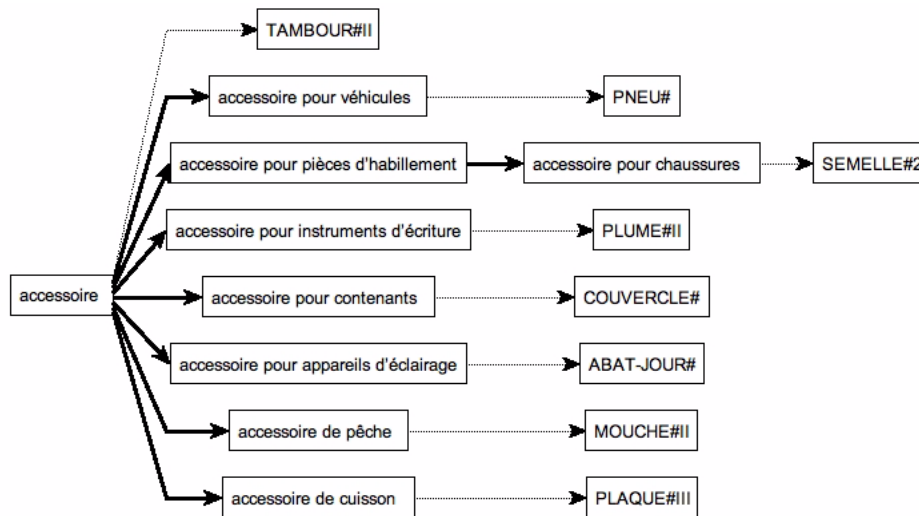 TAMBOUR#II
accessoire pour véhicules PNEU#
accessoire pour pièces d'habillement accessoire pour chaussures SEMELLE#2
accessoire pour instruments d'écriture PLUME#II
accessoire
accessoire pour contenants COUVERCLE#
accessoire pour appareils d'éclairage ABAT-JOUR#
accessoire de pêche MOUCHE#II
accessoire de cuisson PLAQUE#III